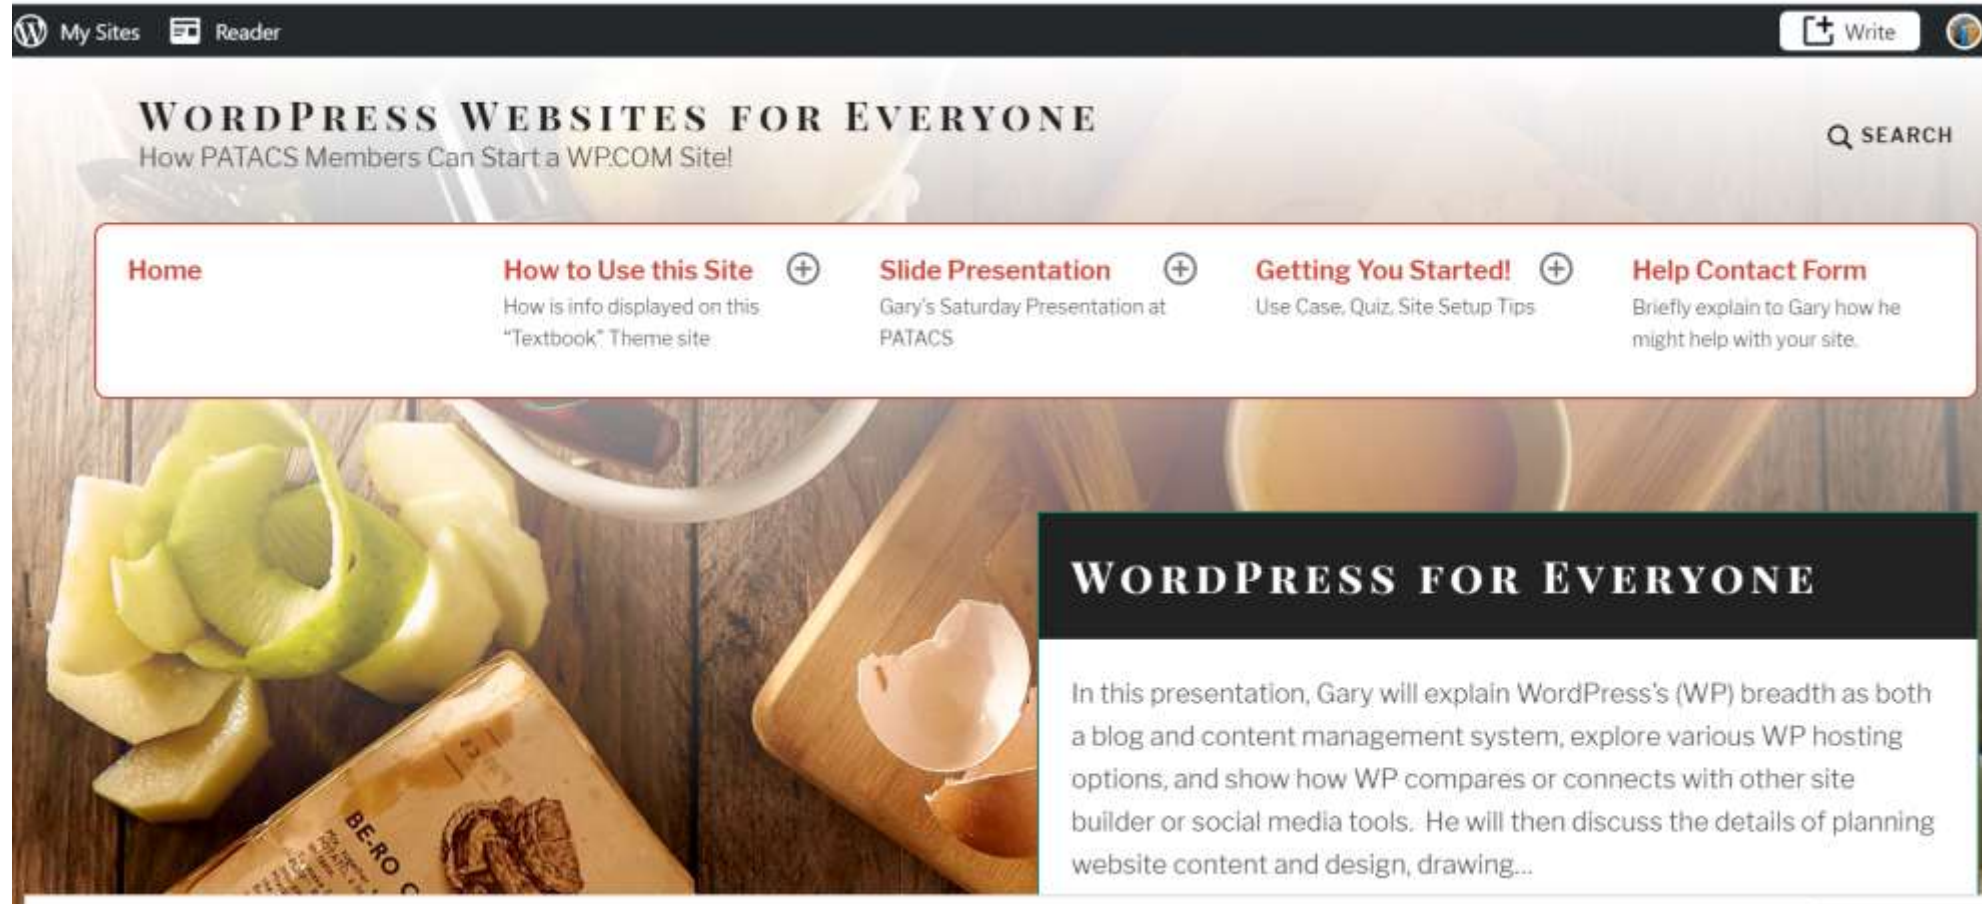 My Sites
Reader
Write
WordPress Websites for Everyone
How PATACS Members Can Start a WP.COM Site!
SEARCH
Home
How to Use this Site
How is info displayed on this
“Textbook” Theme site
Slide Presentation
Gary's Saturday Presentation at
PATACS
Getting You Started!
Use Case, Quiz, Site Setup Tips
Help Contact Form
Briefly explain to Gary how he
might help with your site.
WordPress for Everyone
In this presentation, Gary will explain WordPress's (WP) breadth as both
a blog and content management system, explore various WP hosting
options, and show how WP compares or connects with other site
builder or social media tools. He will then discuss the details of planning
website content and design, drawing...
BE-RO